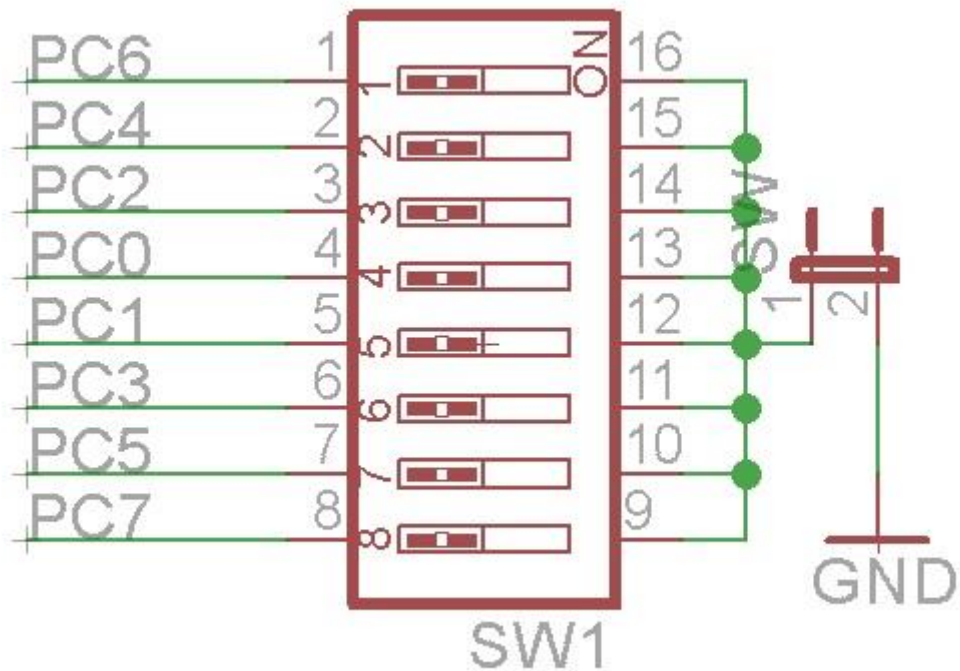 PC6 1 1 ON 16
PC4 2 2 15
PC2 3 3 14
PC0 4 4 13
PC1 5 5 12
PC3 6 6 11
PC5 7 7 10
PC7 8 8 9
SW
1 2
GND
SW1